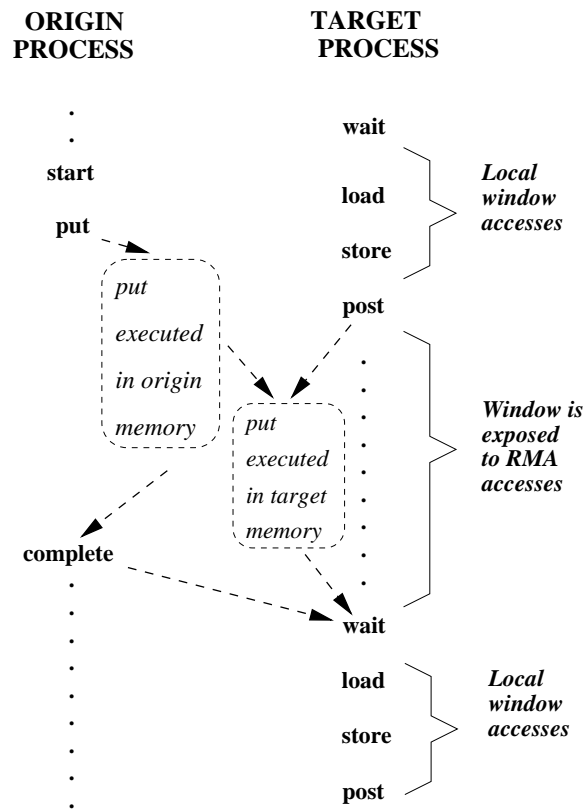 ORIGIN
PROCESS
TARGET
PROCESS
wait
start
load
Local
window
accesses
put
store
put
executed
in origin
memory
post
put
executed
in target
memory
Window is
exposed
to RMA
accesses
complete
wait
load
store
post
Local
window
accesses